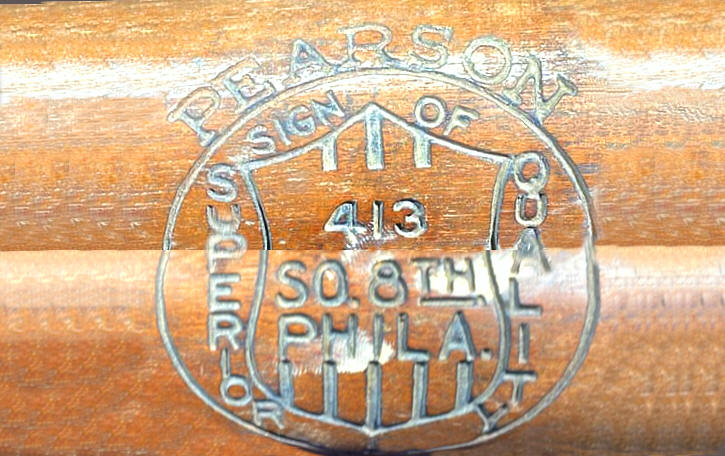 PEARSON
SIGN OF
SUPERIOR
QUALITY
413
SO. 8TH
PHILA.